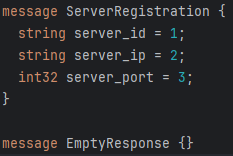 message ServerRegistration {
  string server_id = 1;
  string server_ip = 2;
  int32 server_port = 3;
}

message EmptyResponse {}